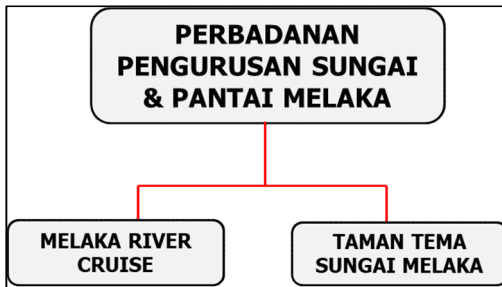 PERBADANAN
PENGURUSAN SUNGAI
& PANTAI MELAKA
MELAKA RIVER
CRUISE
TAMAN TEMA
SUNGAI MELAKA